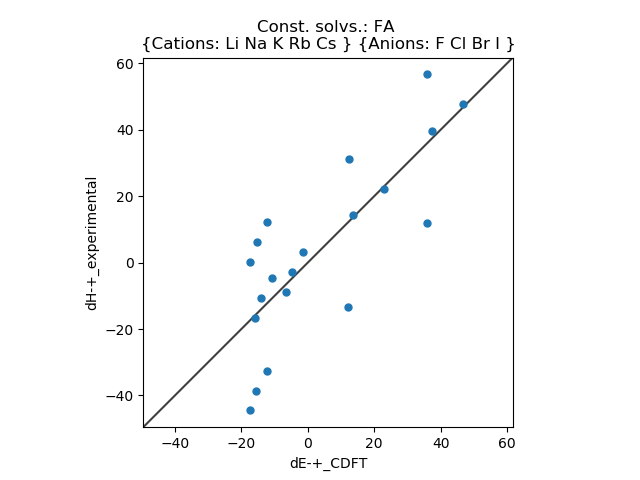 Const. solvs.: FA
{Cations: Li Na K Rb Cs } {Anions: F Cl Br I }
60
40
20
0
−20
−40
dH-+_experimental
−40 −20 0 20 40 60
dE-+_CDFT